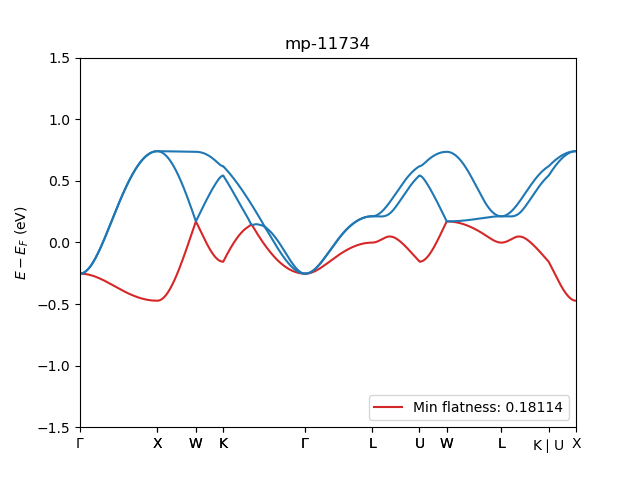 mp-11734
E − E_F (eV)
1.5
1.0
0.5
0.0
−0.5
−1.0
−1.5
Min flatness: 0.18114
Γ X W K Γ L U W L K | U X